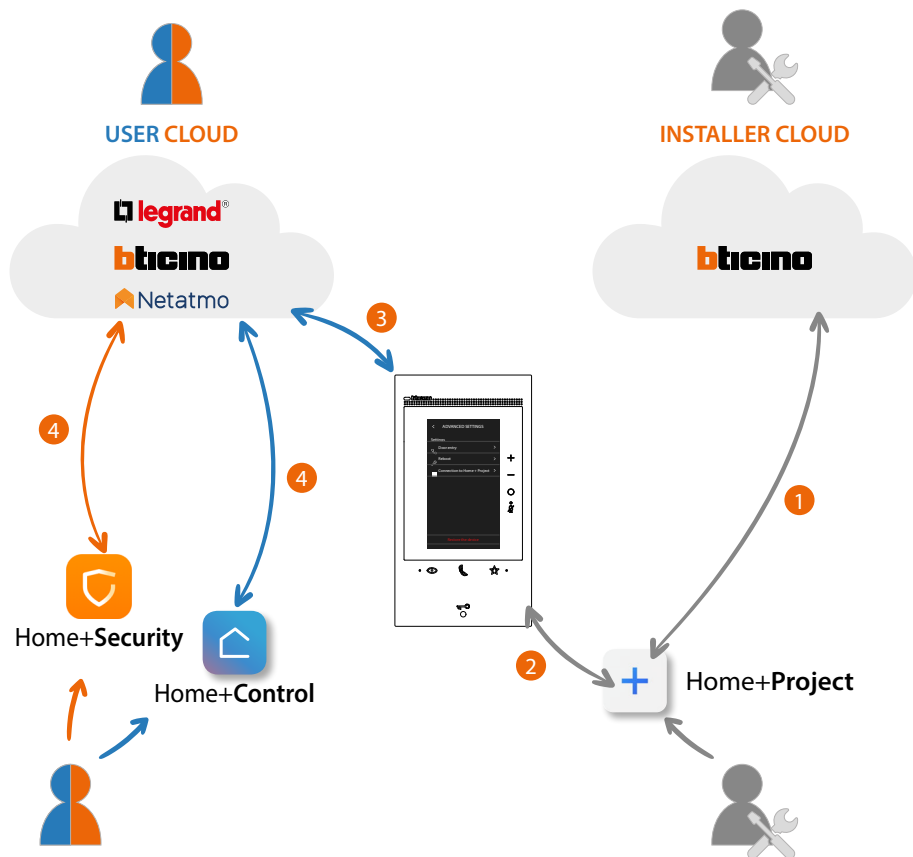 USER CLOUD
INSTALLER CLOUD
legrand®
bticino
bticino
Netatmo
3
4
4
1
ADVANCED SETTINGS
Settings
Door entry
Reboot
Connection to Home + Project
2
Home+Security
Home+Control
Home+Project